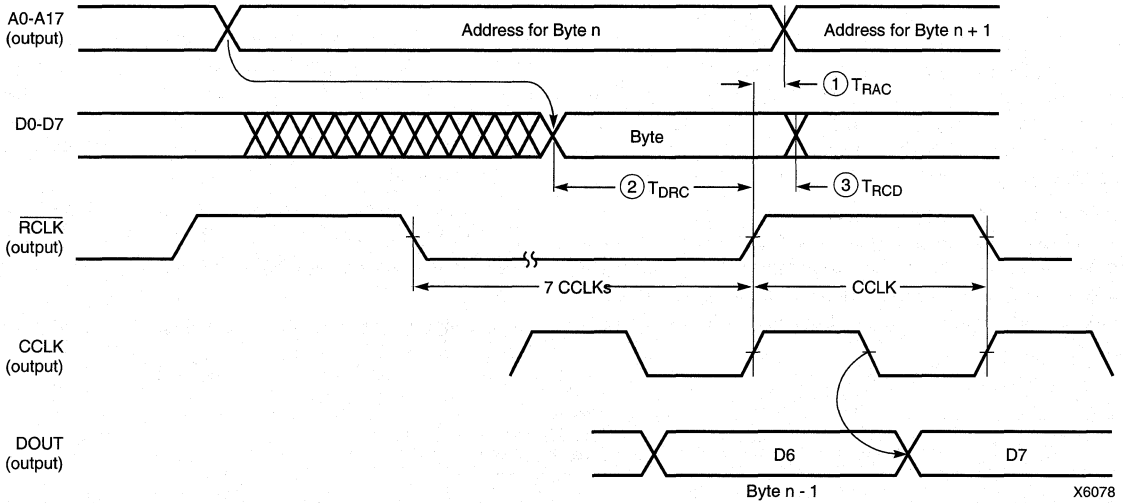 A0-A17
(output)
Address for Byte n
Address for Byte n + 1
1 TRAC
D0-D7
Byte
2 TDRC
3 TRCD
RCLK
(output)
7 CCLKs
CCLK
CCLK
(output)
DOUT
(output)
D6
D7
Byte n - 1
X6078